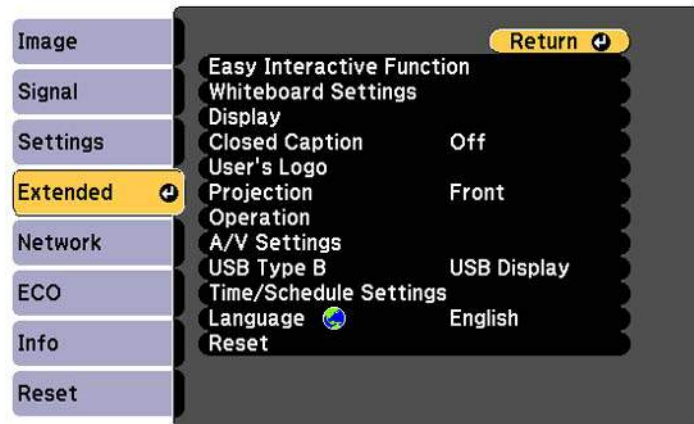 Image
Signal
Settings
Extended
Network
ECO
Info
Reset
Return
Easy Interactive Function
Whiteboard Settings
Display
Closed Caption Off
User's Logo
Projection Front
Operation
A/V Settings
USB Type B USB Display
Time/Schedule Settings
Language English
Reset